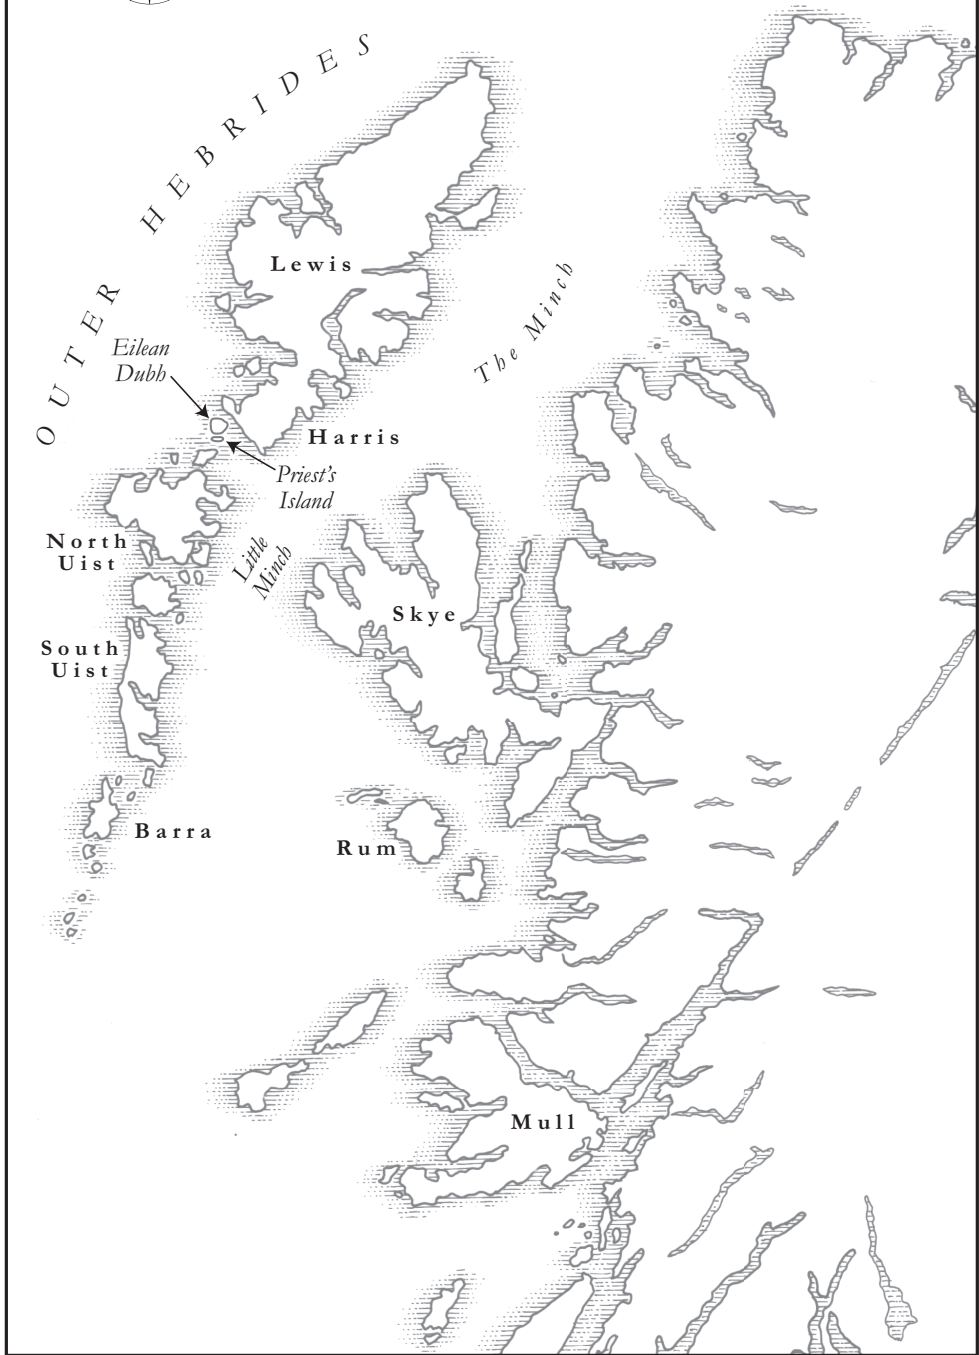 OUTER HEBRIDES
Lewis
The Minch
Eilean
Dubh
Harris
Priest's
Island
North
Uist
Little
Minch
Skye
South
Uist
Barra
Rum
Mull